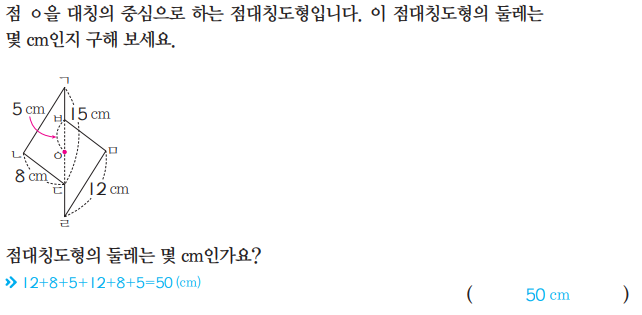 점 ㅇ을 대칭의 중심으로 하는 점대칭도형입니다. 이 점대칭도형의 둘레는
몇 cm인지 구해 보세요.
ㄱ
5 cm
ㅂ
15 cm
ㄴ
ㅇ
ㅁ
8 cm
ㄷ
12 cm
ㄹ
점대칭도형의 둘레는 몇 cm인가요?
» 12+8+5+12+8+5=50 (cm)
( 50 cm )